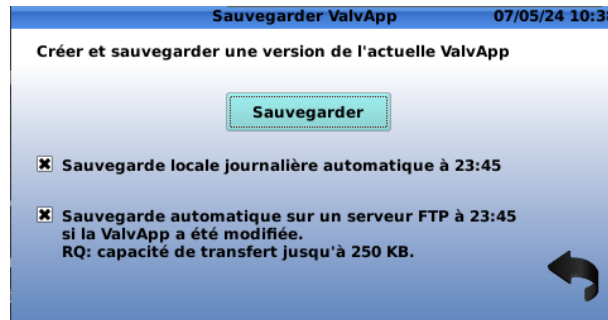 Sauvegarder ValvApp 07/05/24 10:38
Créer et sauvegarder une version de l'actuelle ValvApp
Sauvegarder
Sauvegarde locale journalière automatique à 23:45
Sauvegarde automatique sur un serveur FTP à 23:45
si la ValvApp a été modifiée.
RQ: capacité de transfert jusqu'à 250 KB.